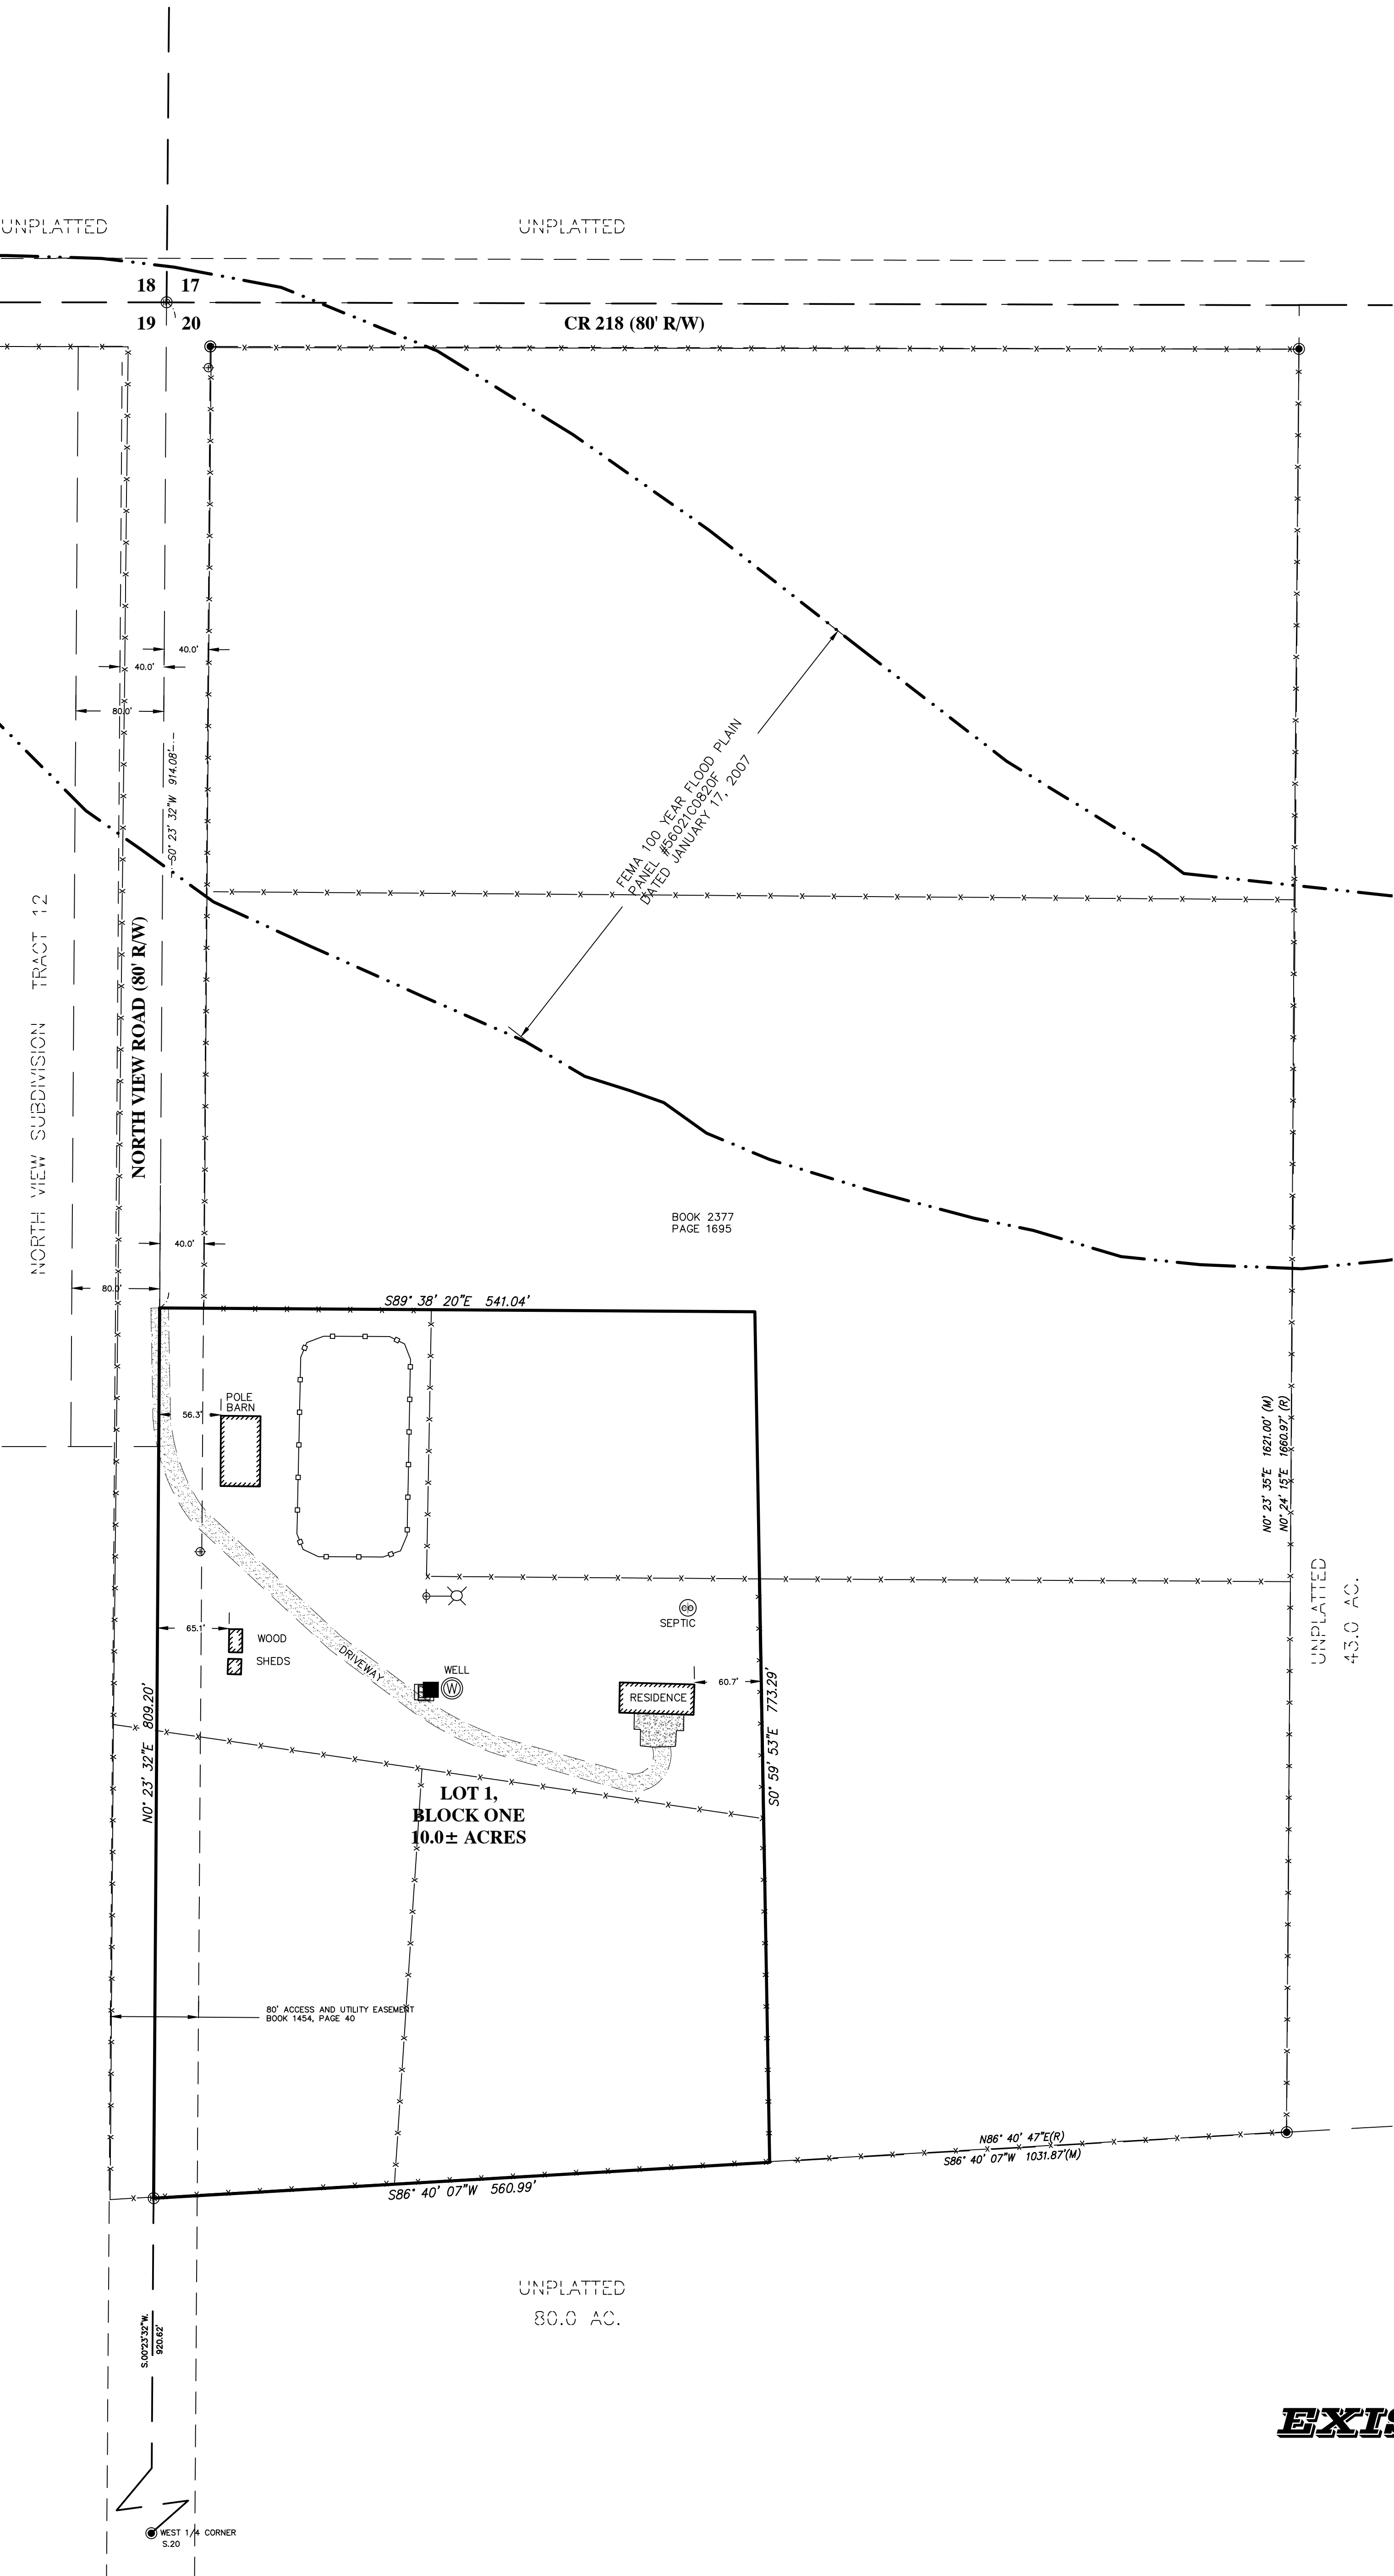 UNPLATTED
UNPLATTED
18 17
19 20
CR 218 (80' R/W)
40.0'
40.0'
80.0'
S0° 23' 32"W 914.08'
FEMA 100 YEAR FLOOD PLAIN
PANEL #56021C0820F
DATED JANUARY 17, 2007
NORTH VIEW SUBDIVISION TRACT 12
NORTH VIEW ROAD (80' R/W)
BOOK 2377
PAGE 1695
40.0'
80.0'
S89° 38' 20"E 541.04'
POLE
BARN
56.3'
N0° 23' 35"E 1621.00' (M)
N0° 24' 15"E 1660.97' (R)
UNPLATTED
43.0 AC.
SEPTIC
65.1'
WOOD
SHEDS
DRIVEWAY
WELL
W
RESIDENCE
60.7'
N0° 23' 32"E 809.20'
S0° 59' 53"E 773.29'
LOT 1,
BLOCK ONE
10.0± ACRES
80' ACCESS AND UTILITY EASEMENT
BOOK 1454, PAGE 40
N86° 40' 47"E(R)
S86° 40' 07"W 1031.87'(M)
S86° 40' 07"W 560.99'
UNPLATTED
80.0 AC.
S.00°23'32"W.
920.62'
EXIS
WEST 1/4 CORNER
S.20